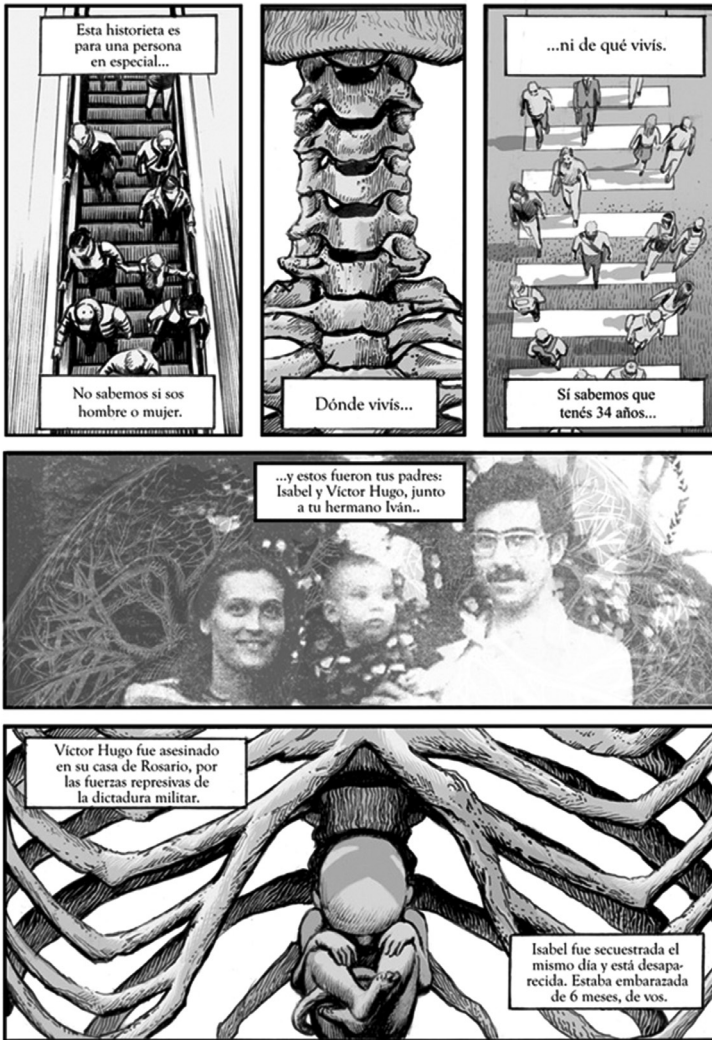 Esta historieta es
para una persona
en especial...
No sabemos si sos
hombre o mujer.
Dónde vivís...
...ni de qué vivís.
Sí sabemos que
tenés 34 años...
...y estos fueron tus padres:
Isabel y Víctor Hugo, junto
a tu hermano Iván..
Víctor Hugo fue asesinado
en su casa de Rosario, por
las fuerzas represivas de
la dictadura militar.
Isabel fue secuestrada el
mismo día y está desapa-
recida. Estaba embarazada
de 6 meses, de vos.